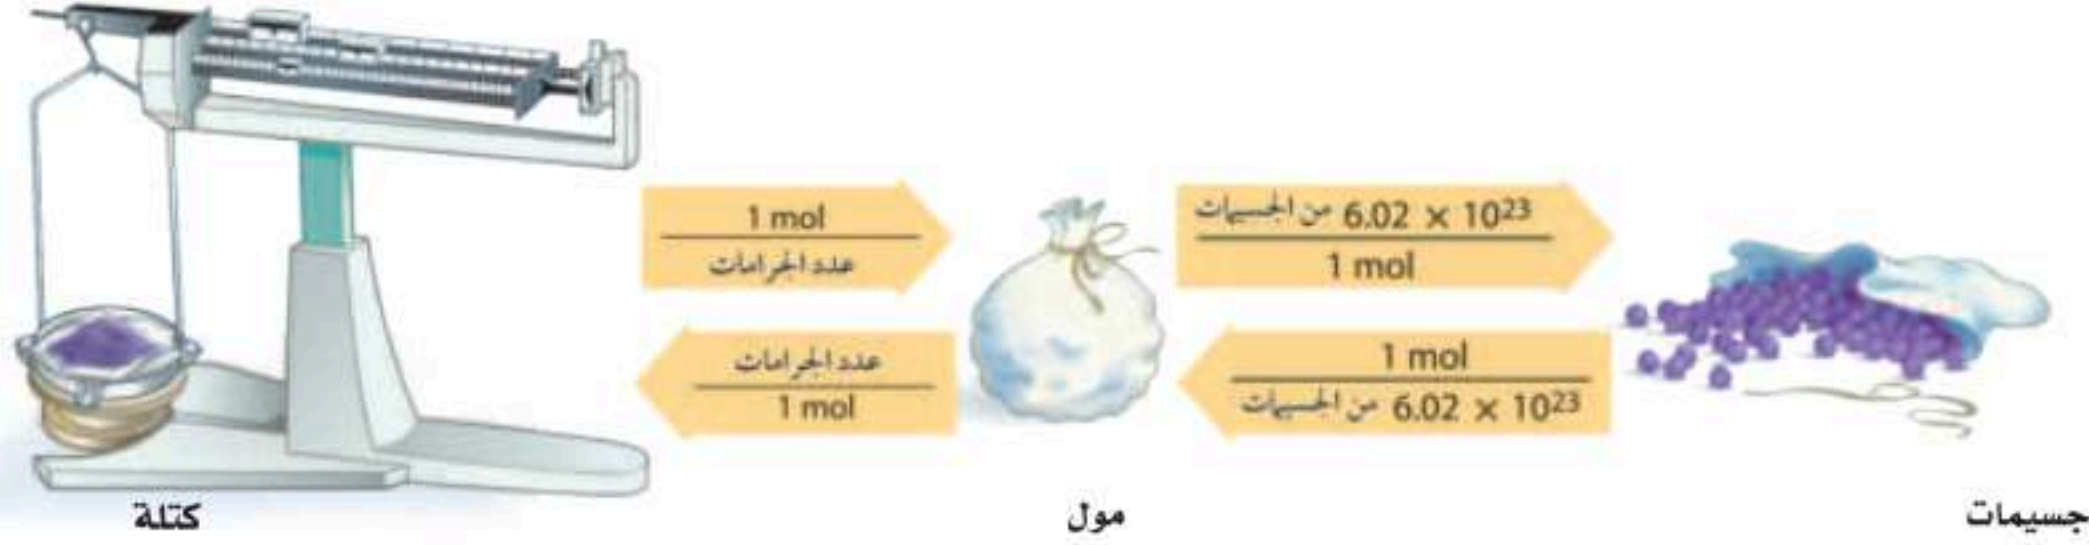 1 mol
عدد الجرامات
6.02 × 10²³ من الجسيمات
1 mol
عدد الجرامات
1 mol
1 mol
6.02 × 10²³ من الجسيمات
كتلة
مول
جسيمات